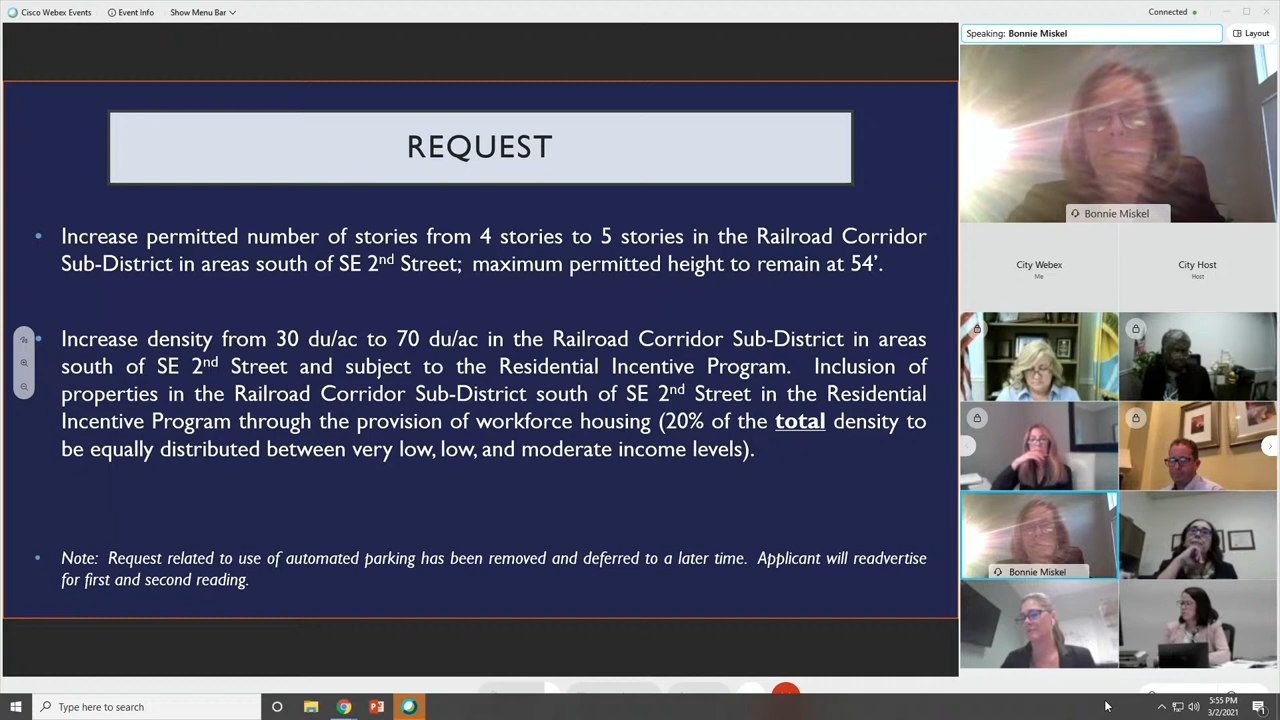 Cisco Webex Events
Event Info
Show Menu Bar
Connected
Speaking: Bonnie Miskel
Layout
REQUEST
• Increase permitted number of stories from 4 stories to 5 stories in the Railroad Corridor
Sub-District in areas south of SE 2nd Street; maximum permitted height to remain at 54’.
• Increase density from 30 du/ac to 70 du/ac in the Railroad Corridor Sub-District in areas
south of SE 2nd Street and subject to the Residential Incentive Program. Inclusion of
properties in the Railroad Corridor Sub-District south of SE 2nd Street in the Residential
Incentive Program through the provision of workforce housing (20% of the total density to
be equally distributed between very low, low, and moderate income levels).
• Note: Request related to use of automated parking has been removed and deferred to a later time. Applicant will readvertise
for first and second reading.
Bonnie Miskel
City Webex
Me
City Host
Host
Bonnie Miskel
Type here to search
5:55 PM
3/2/2021